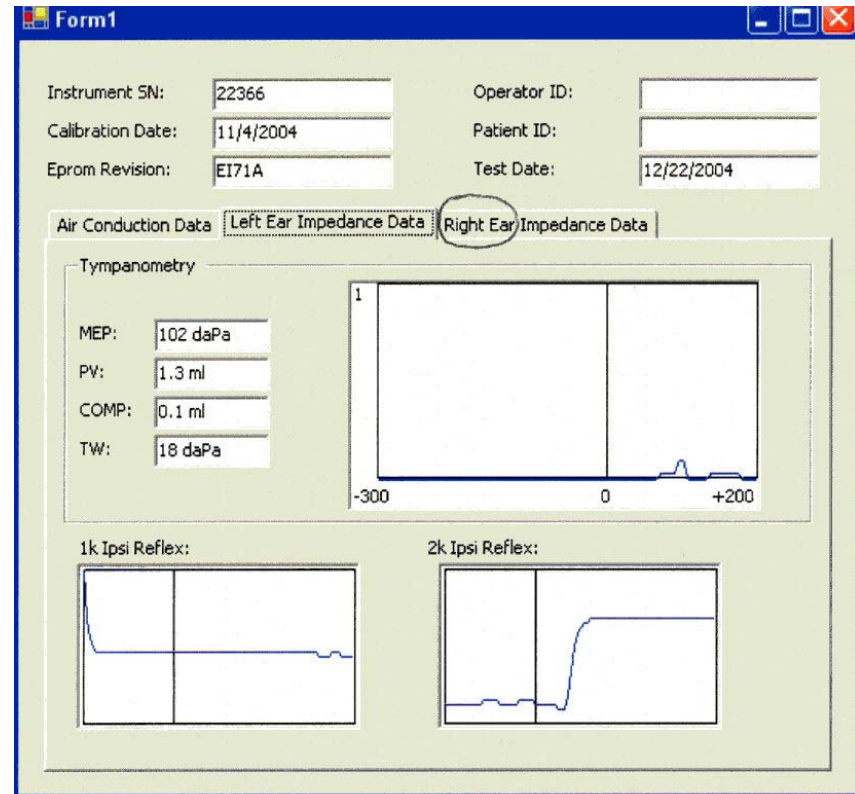 Form1
Instrument SN: 22366 Operator ID:
Calibration Date: 11/4/2004 Patient ID:
Eprom Revision: EI71A Test Date: 12/22/2004
Air Conduction Data Left Ear Impedance Data Right Ear Impedance Data
Tympanometry
1
MEP: 102 daPa
PV: 1.3 ml
COMP: 0.1 ml
TW: 18 daPa
-300 0 +200
1k Ipsi Reflex: 2k Ipsi Reflex: